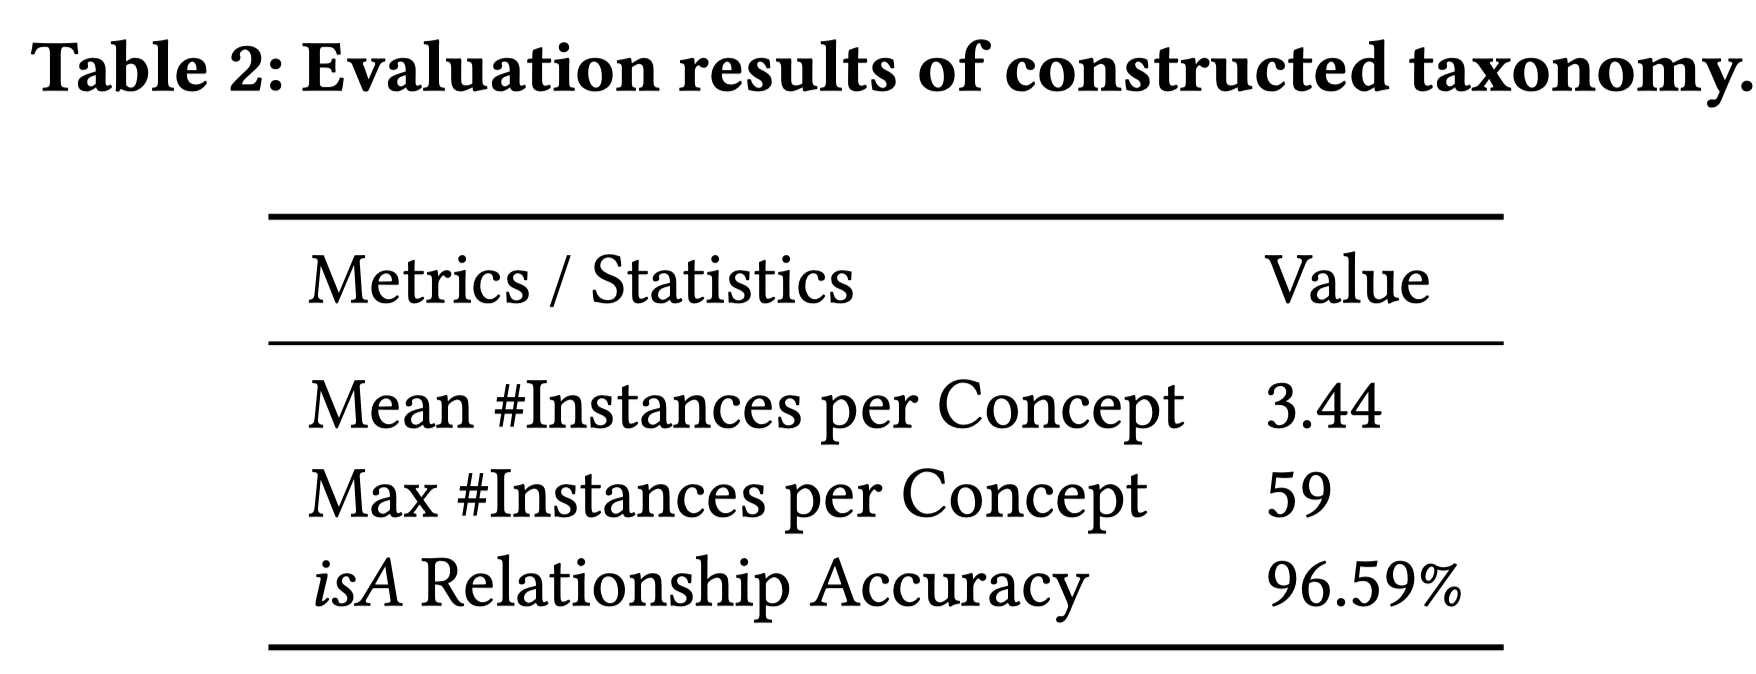 Table 2: Evaluation results of constructed taxonomy.
Metrics / Statistics Value
Mean #Instances per Concept 3.44
Max #Instances per Concept 59
isA Relationship Accuracy 96.59%